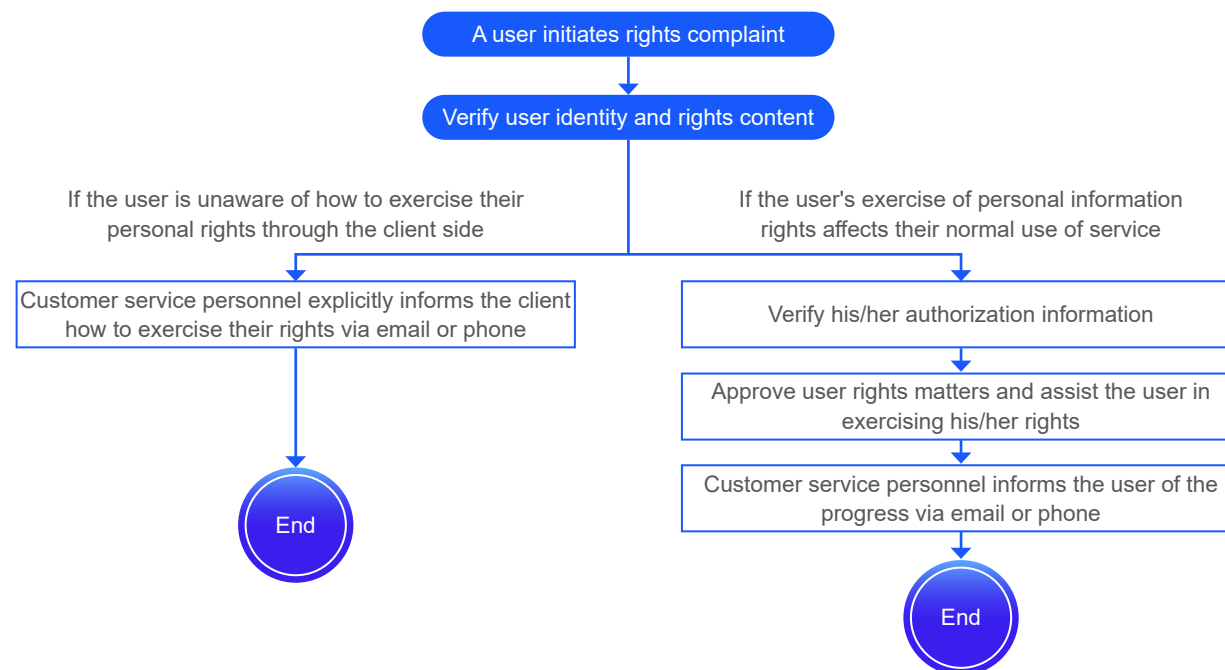 A user initiates rights complaint
Verify user identity and rights content
If the user is unaware of how to exercise their
personal rights through the client side
Customer service personnel explicitly informs the client
how to exercise their rights via email or phone
End
If the user's exercise of personal information
rights affects their normal use of service
Verify his/her authorization information
Approve user rights matters and assist the user in
exercising his/her rights
Customer service personnel informs the user of the
progress via email or phone
End